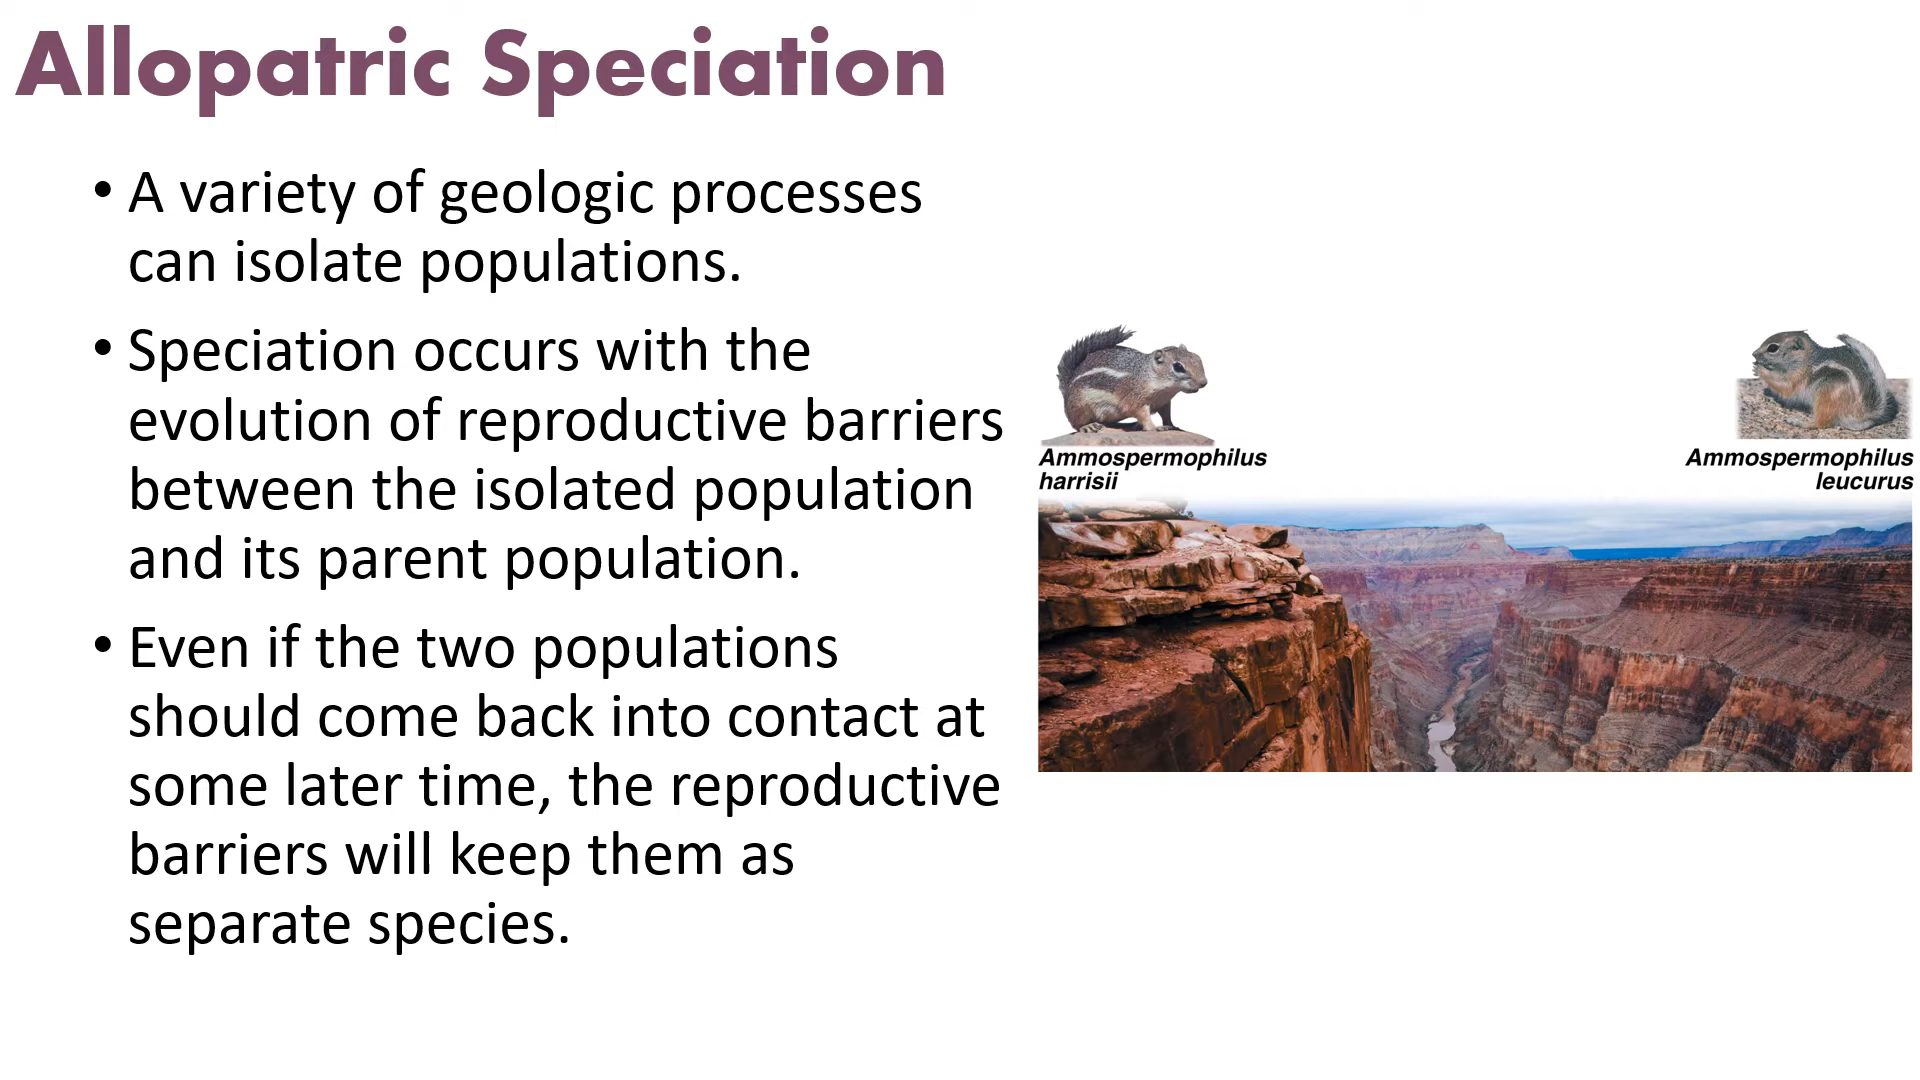 Allopatric Speciation
• A variety of geologic processes
can isolate populations.
• Speciation occurs with the
evolution of reproductive barriers
between the isolated population
and its parent population.
• Even if the two populations
should come back into contact at
some later time, the reproductive
barriers will keep them as
separate species.
Ammospermophilus
harrisii
Ammospermophilus
leucurus